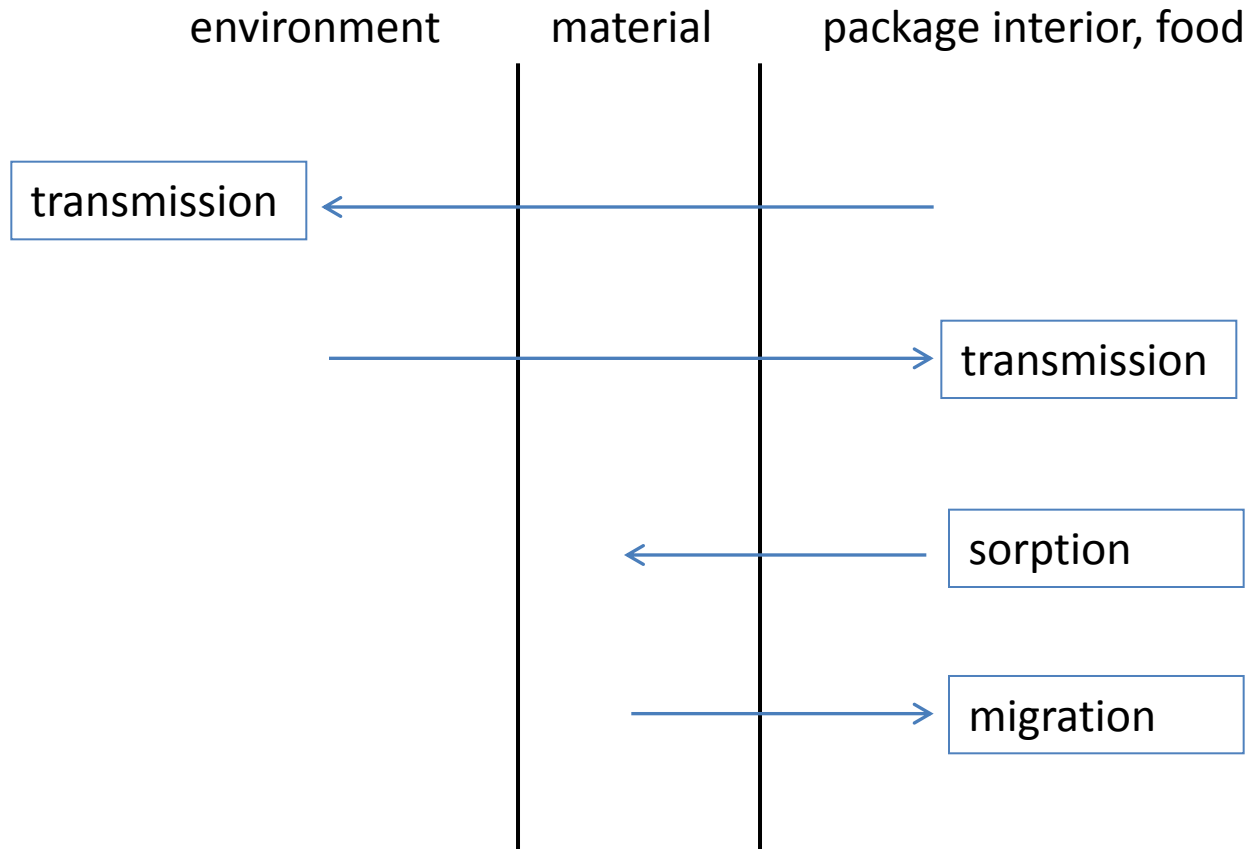 environment material package interior, food
transmission
transmission
sorption
migration